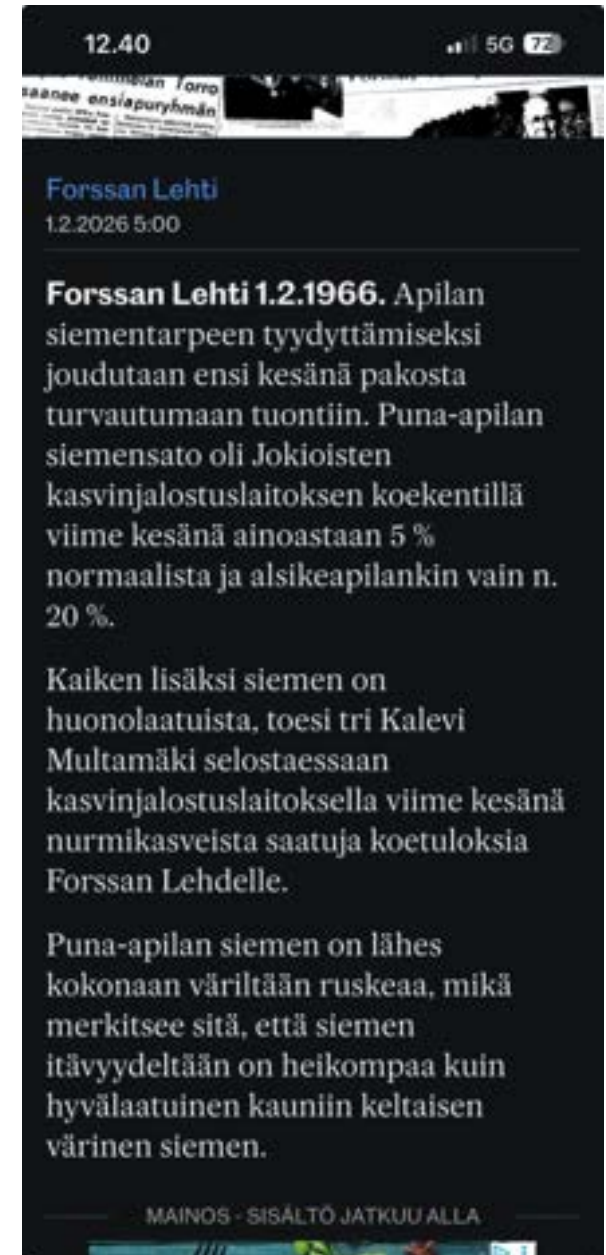 12.40
5G 72
Torro
saanee ensiapuryhmän
Forssan Lehti
1.2.2026 5:00
Forssan Lehti 1.2.1966. Apilan
siementarpeen tyydyttämiseksi
joudutaan ensi kesänä pakosta
turvautumaan tuontiin. Puna-apilan
siemensato oli Jokioisten
kasvinjalostuslaitoksen koekentillä
viime kesänä ainoastaan 5 %
normaalista ja alsikeapilankin vain n.
20 %.
Kaiken lisäksi siemen on
huonolaatuista, toesi tri Kalevi
Multamäki selostaessaan
kasvinjalostuslaitoksella viime kesänä
nurmikasveista saatuja koetuloksia
Forssan Lehdelle.
Puna-apilan siemen on lähes
kokonaan väriltään ruskeaa, mikä
merkitsee sitä, että siemen
itävyydeltään on heikompaa kuin
hyvälaatuinen kauniin keltaisen
värinen siemen.
MAINOS - SISÄLTÖ JATKUU ALLA